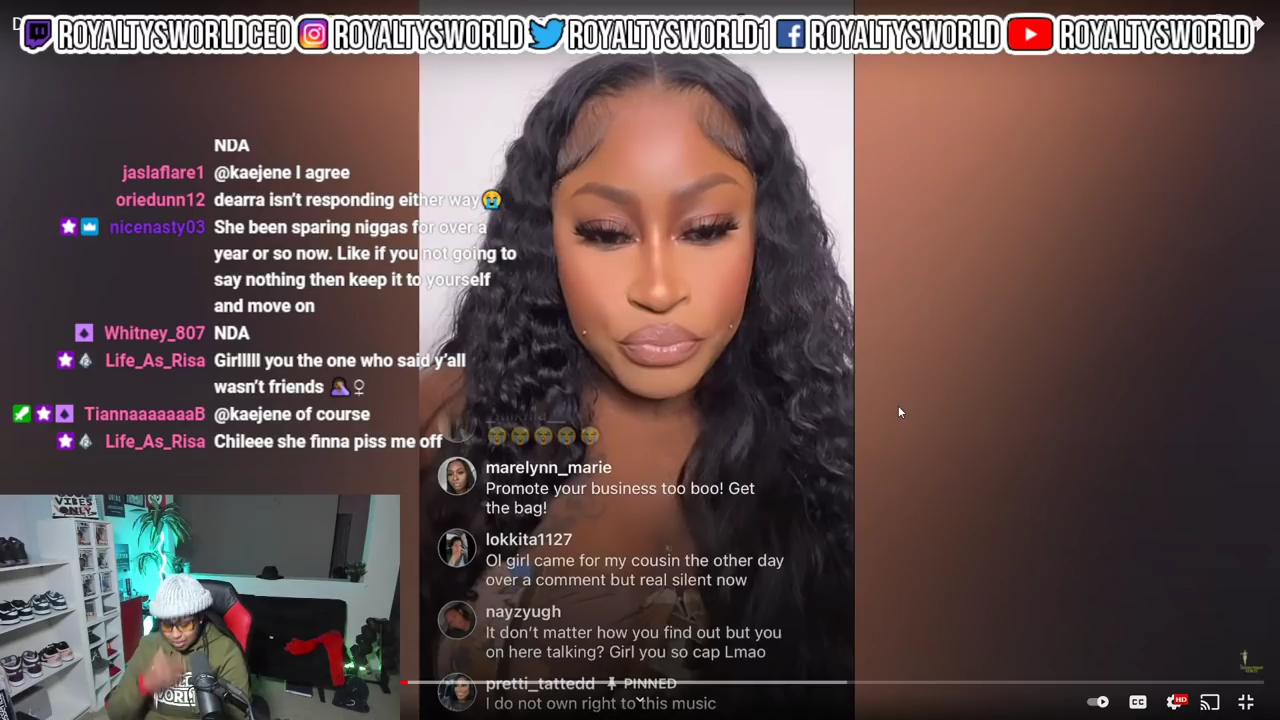 ROYALTYSWORLDCEO ROYALTYSWORLD ROYALTYSWORLD1 ROYALTYSWORLD ROYALTYSWORLD
NDA
jaslaflare1 @kaejene I agree
oriedunn12 dearra isn’t responding either way😭
nicenasty03 She been sparing niggas for over a
year or so now. Like if you not going to
say nothing then keep it to yourself
and move on
Whitney_807 NDA
Life_As_Risa Girlllll you the one who said y’all
wasn’t friends 🤦🏾♀
TiannaaaaaaaB @kaejene of course
Life_As_Risa Chileee she finna piss me off
😭😭😭😭😭
marelynn_marie
Promote your business too boo! Get
the bag!
lokkita1127
Ol girl came for my cousin the other day
over a comment but real silent now
nayzyugh
It don’t matter how you find out but you
on here talking? Girl you so cap Lmao
pretti_tattedd PINNED
I do not own right to this music
VIBES
ONLY
WORLD
CC
HD